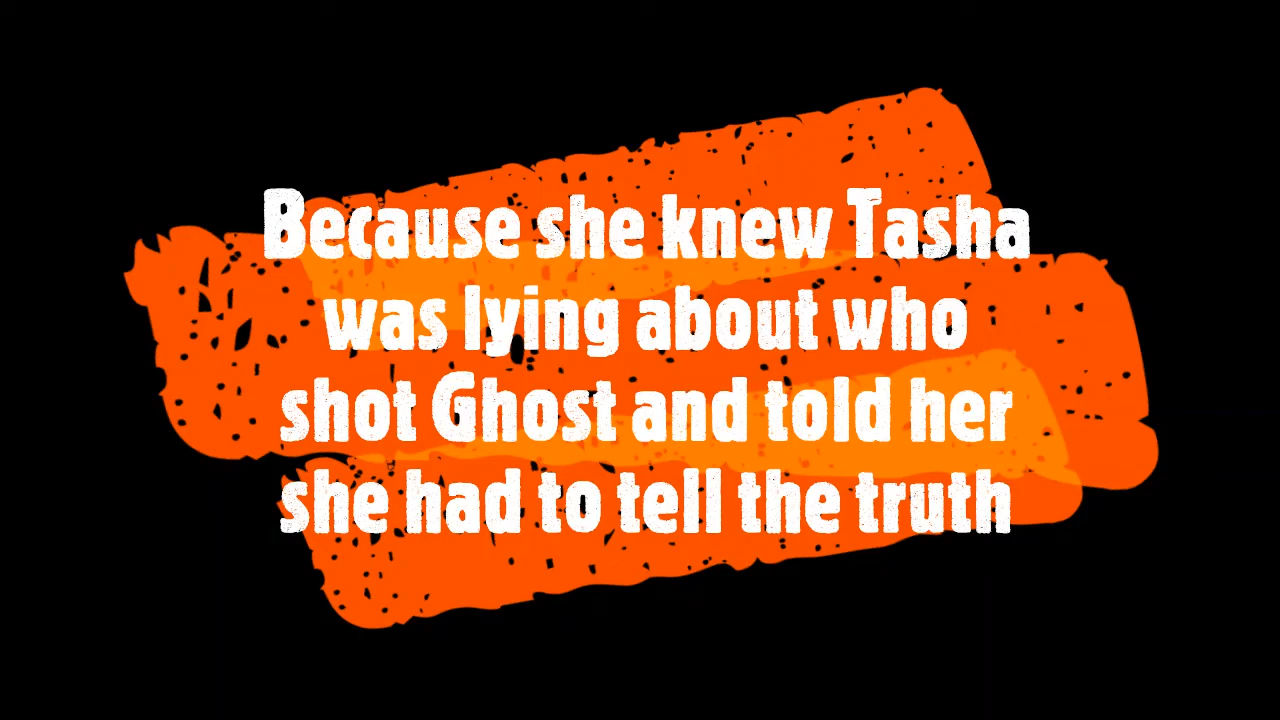 Because she knew Tasha
was lying about who
shot Ghost and told her
she had to tell the truth